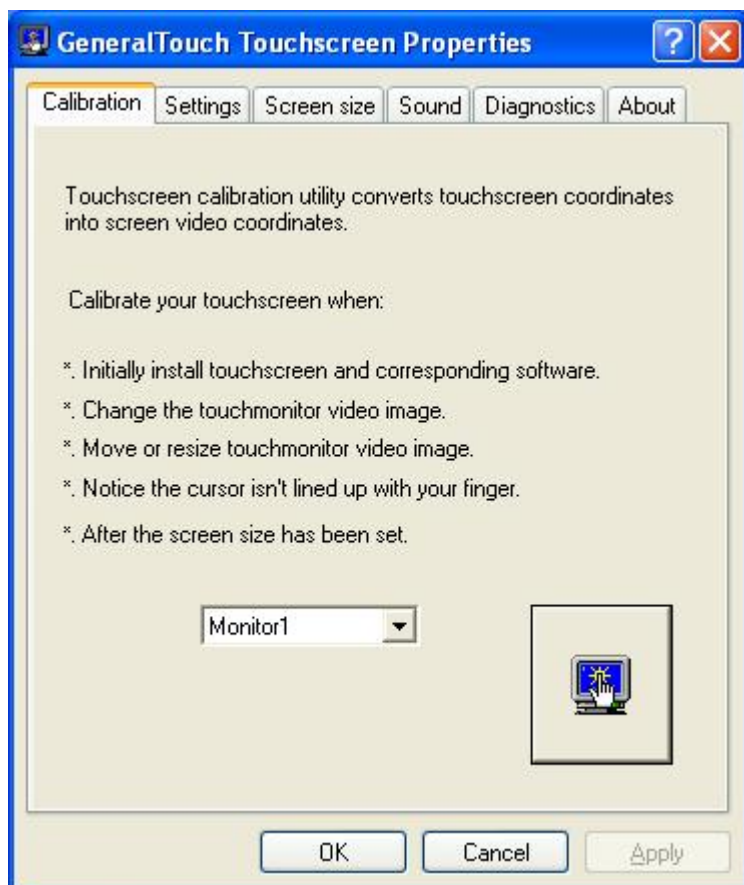 GeneralTouch Touchscreen Properties
Calibration Settings Screen size Sound Diagnostics About
Touchscreen calibration utility converts touchscreen coordinates
into screen video coordinates.
Calibrate your touchscreen when:
*. Initially install touchscreen and corresponding software.
*. Change the touchmonitor video image.
*. Move or resize touchmonitor video image.
*. Notice the cursor isn't lined up with your finger.
*. After the screen size has been set.
Monitor1
OK Cancel Apply